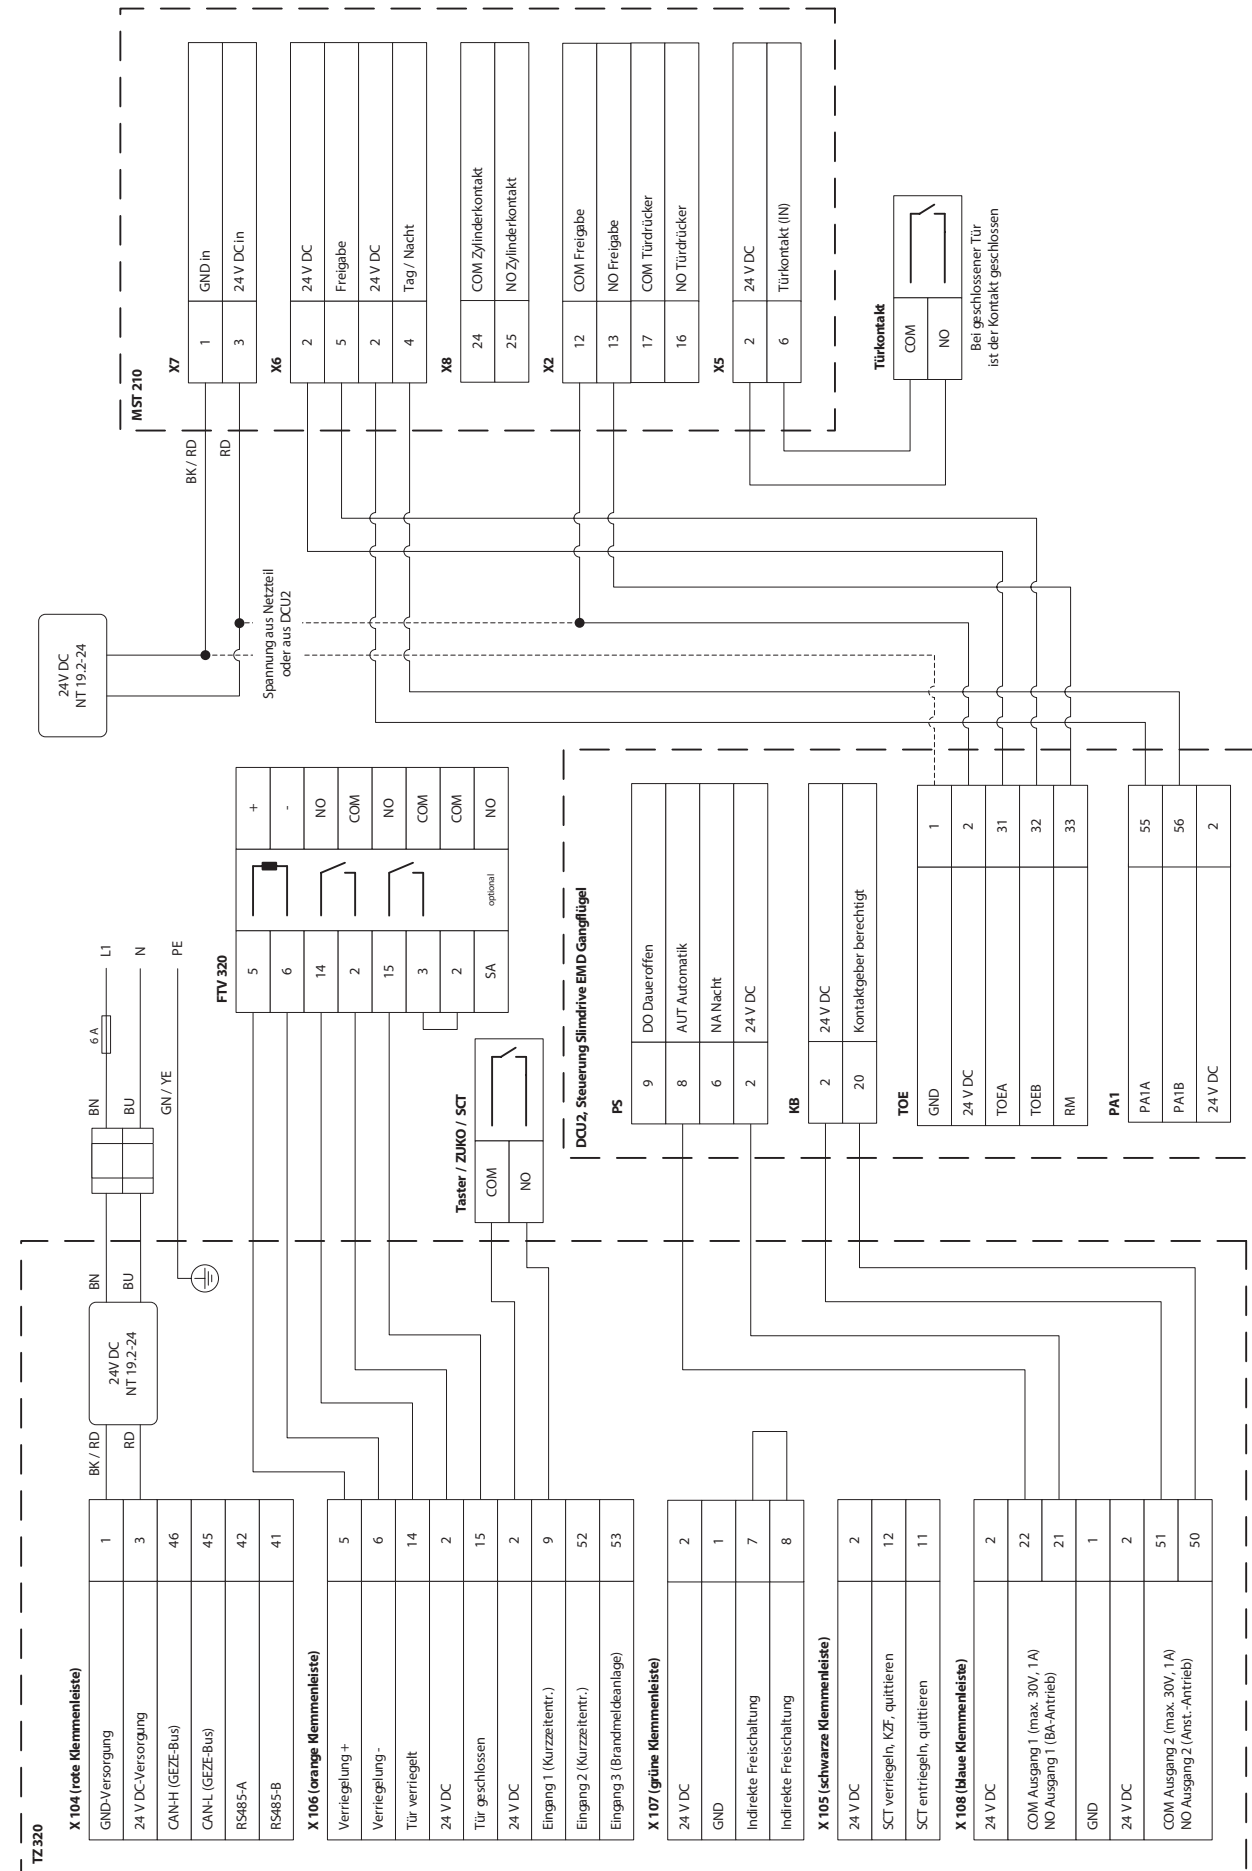 TZ320
X 104 (rote Klemmenleiste)
GND-Versorgung 1
24 V DC-Versorgung 3
CAN-H (GEZE-Bus) 46
CAN-L (GEZE-Bus) 45
RS485-A 42
RS485-B 41
X 106 (orange Klemmenleiste)
Verriegelung + 5
Verriegelung - 6
Tür verriegelt 14
24 V DC 2
Tür geschlossen 15
24 V DC 2
Eingang 1 (Kurzzeitentr.) 9
Eingang 2 (Kurzzeitentr.) 52
Eingang 3 (Brandmeldeanlage) 53
X 107 (grüne Klemmenleiste)
24 V DC 2
GND 1
Indirekte Freischaltung 7
Indirekte Freischaltung 8
X 105 (schwarze Klemmenleiste)
24 V DC 2
SCT verriegeln, KZF, quittieren 12
SCT entriegeln, quittieren 11
X 108 (blaue Klemmenleiste)
24 V DC 2
COM Ausgang 1 (max. 30V, 1A) 22
NO Ausgang 1 (BA-Antrieb) 21
GND 1
24 V DC 2
COM Ausgang 2 (max. 30V, 1A) 51
NO Ausgang 2 (Anst.-Antrieb) 50
BK / RD
RD
24V DC
NT 19.2-24
BN
BU
BN
BU
GN / YE
6 A
L1
N
PE
FTV 320
5 +
6 -
14 NO
2 COM
15 NO
3 COM
2 COM
SA optional NO
Taster / ZUKO / SCT
COM
NO
DCU2, Steuerung Slimdrive EMD Gangflügel
PS
9 DO Daueroffen
8 AUT Automatik
6 NA Nacht
2 24 V DC
KB
2 24 V DC
20 Kontaktgeber berechtigt
TOE
GND 1
24 V DC 2
TOEA 31
TOEB 32
RM 33
PA1
PA1A 55
PA1B 56
24 V DC 2
24V DC
NT 19.2-24
Spannung aus Netzteil
oder aus DCU2
BK / RD
RD
MST 210
X7
1 GND in
3 24 V DC in
X6
2 24 V DC
5 Freigabe
2 24 V DC
4 Tag / Nacht
X8
24 COM Zylinderkontakt
25 NO Zylinderkontakt
X2
12 COM Freigabe
13 NO Freigabe
17 COM Türdrücker
16 NO Türdrücker
X5
2 24 V DC
6 Türkontakt (IN)
Türkontakt
COM
NO
Bei geschlossener Tür
ist der Kontakt geschlossen